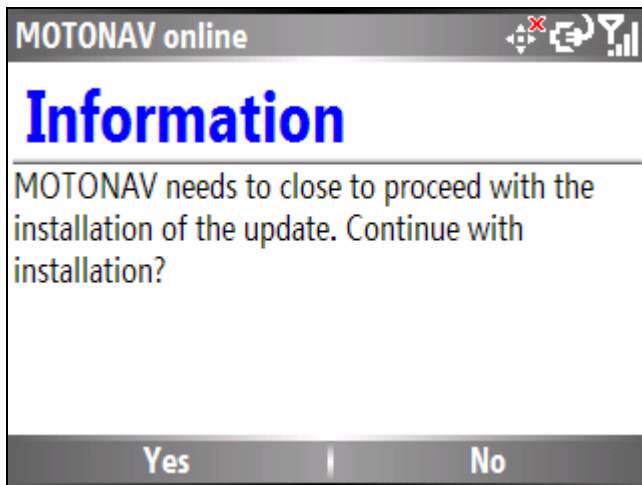 MOTONAV online
Information
MOTONAV needs to close to proceed with the
installation of the update. Continue with
installation?
Yes
No